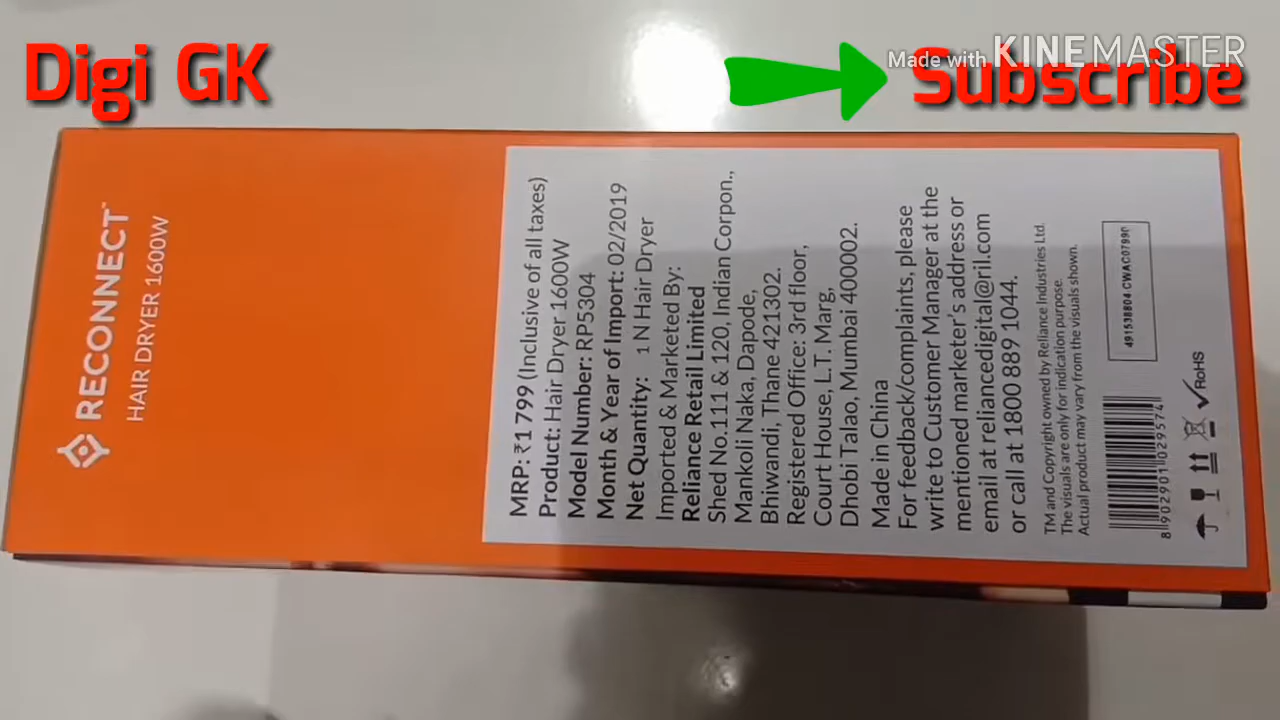 Digi GK
Made with KINEMASTER
Subscribe
RECONNECT™
HAIR DRYER 1600W
MRP: ₹1 799 (Inclusive of all taxes)
Product: Hair Dryer 1600W
Model Number: RP5304
Month & Year of Import: 02/2019
Net Quantity: 1 N Hair Dryer
Imported & Marketed By:
Reliance Retail Limited
Shed No.111 & 120, Indian Corpon.,
Mankoli Naka, Dapode,
Bhiwandi, Thane 421302.
Registered Office: 3rd floor,
Court House, L.T. Marg,
Dhobi Talao, Mumbai 400002.
Made in China
For feedback/complaints, please
write to Customer Manager at the
mentioned marketer's address or
email at reliancedigital@ril.com
or call at 1800 889 1044.
TM and Copyright owned by Reliance Industries Ltd.
The visuals are only for indication purpose.
Actual product may vary from the visuals shown.
8 902901 029574
RoHS